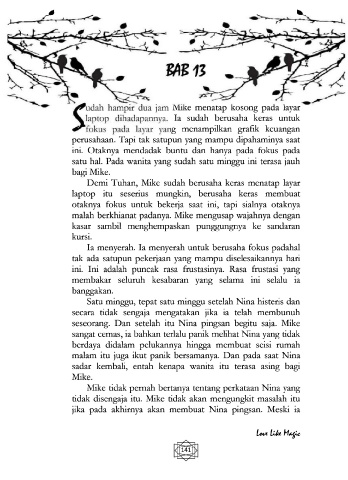 BAB 13
Sudah hampir dua jam Mike menatap kosong pada layar
laptop dihadapannya. Ia sudah berusaha keras untuk
fokus pada layar yang menampilkan grafik keuangan
perusahaan. Tapi tak satupun yang mampu dipahaminya saat
ini. Otaknya mendadak buntu dan hanya pada fokus pada
satu hal. Pada wanita yang sudah satu minggu ini terasa jauh
bagi Mike.
Demi Tuhan, Mike sudah berusaha keras menatap layar
laptop itu seserius mungkin, berusaha keras membuat
otaknya fokus untuk bekerja saat ini, tapi sialnya otaknya
malah berkhianat padanya. Mike mengusap wajahnya dengan
kasar sambil menghempaskan punggungnya ke sandaran
kursi.
Ia menyerah. Ia menyerah untuk berusaha fokus padahal
tak ada satupun pekerjaan yang mampu diselesaikannya hari
ini. Ini adalah puncak rasa frustasinya. Rasa frustasi yang
membakar seluruh kesabaran yang selama ini selalu ia
banggakan.
Satu minggu, tepat satu minggu setelah Nina histeris dan
secara tidak sengaja mengatakan jika ia telah membunuh
seseorang. Dan setelah itu Nina pingsan begitu saja. Mike
sangat cemas, ia bahkan terlalu panik melihat Nina yang tidak
berdaya didalam pelukannya hingga membuat seisi rumah
malam itu juga ikut panik bersamanya. Dan pada saat Nina
sadar kembali, entah kenapa wanita itu terasa asing bagi
Mike.
Mike tidak pernah bertanya tentang perkataan Nina yang
tidak disengaja itu. Mike tidak akan mengungkit masalah itu
jika pada akhirnya akan membuat Nina pingsan. Meski ia
Love Like Magic
141